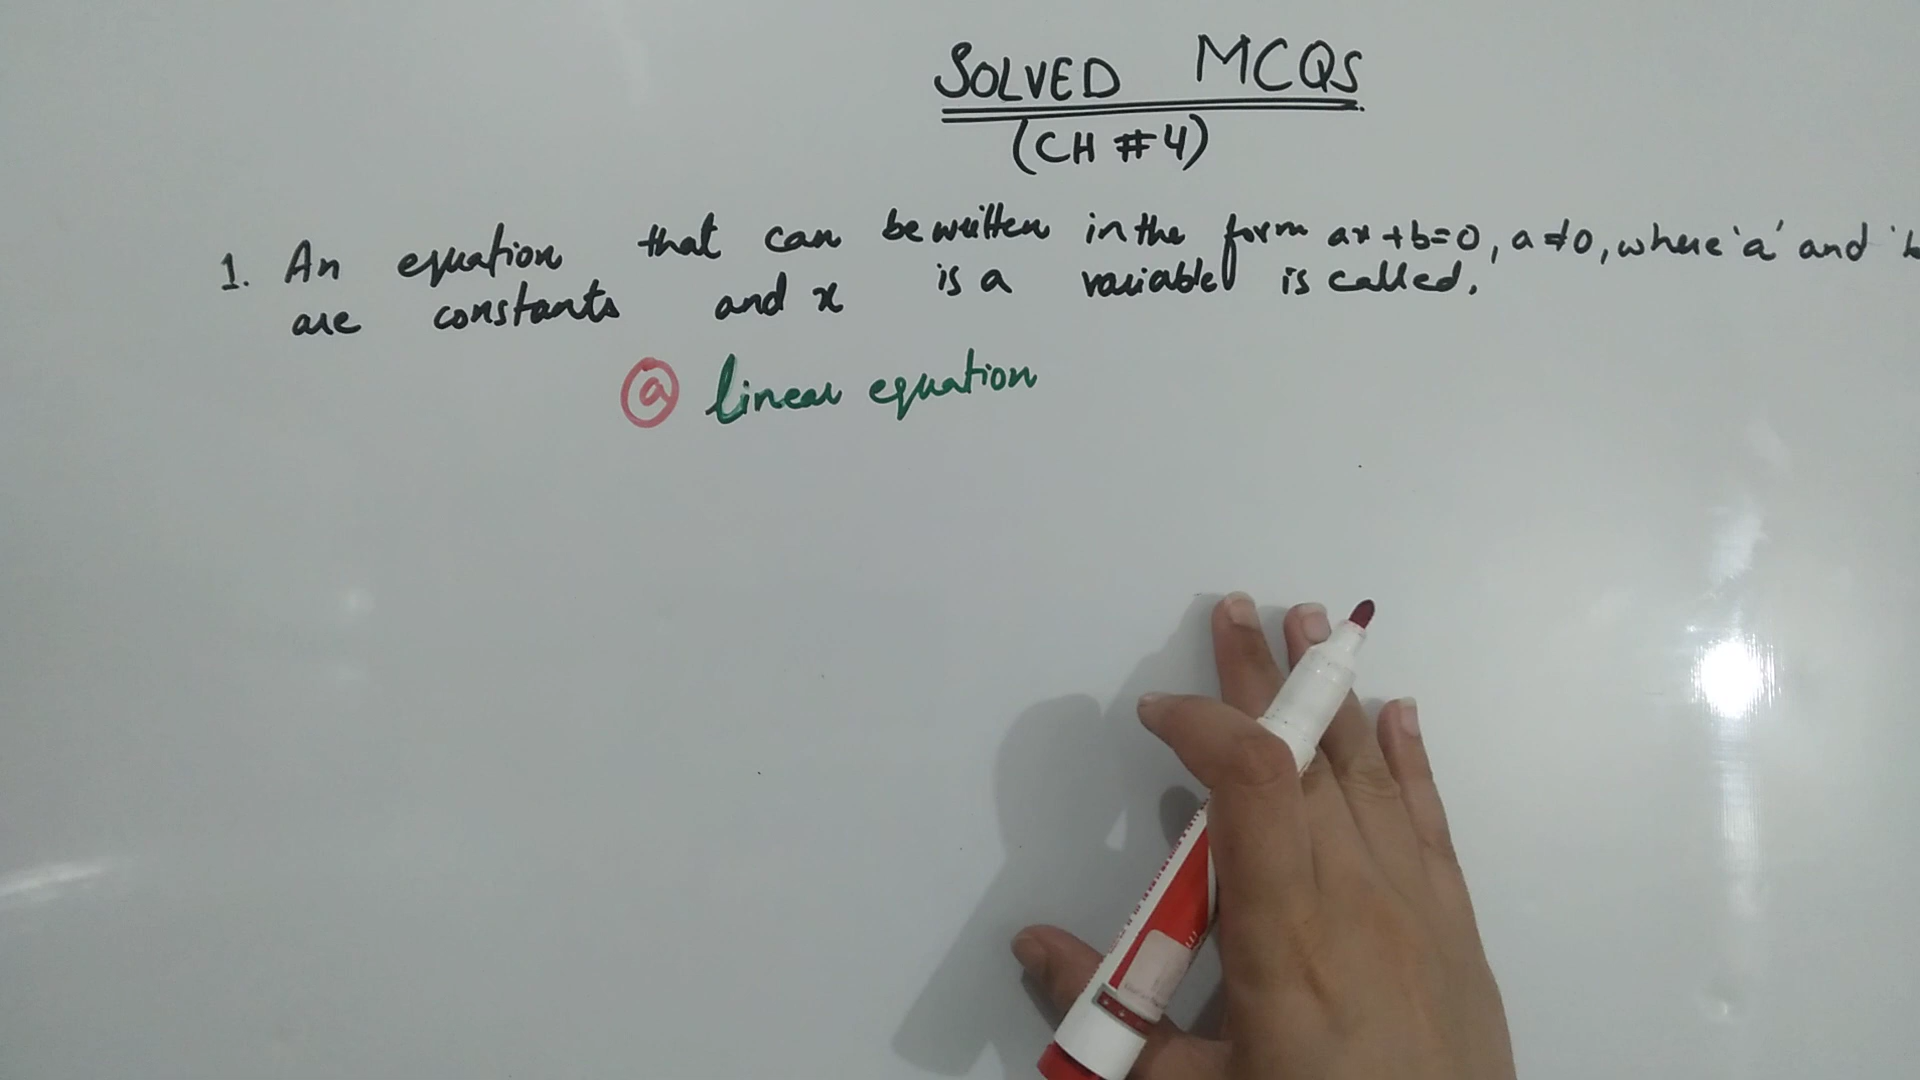 SOLVED MCQS
(CH #4)
1. An equation that can be written in the form ax+b=0, a≠0, where 'a' and 'b
are constants and x is a variable is called.
ⓐ linear equation